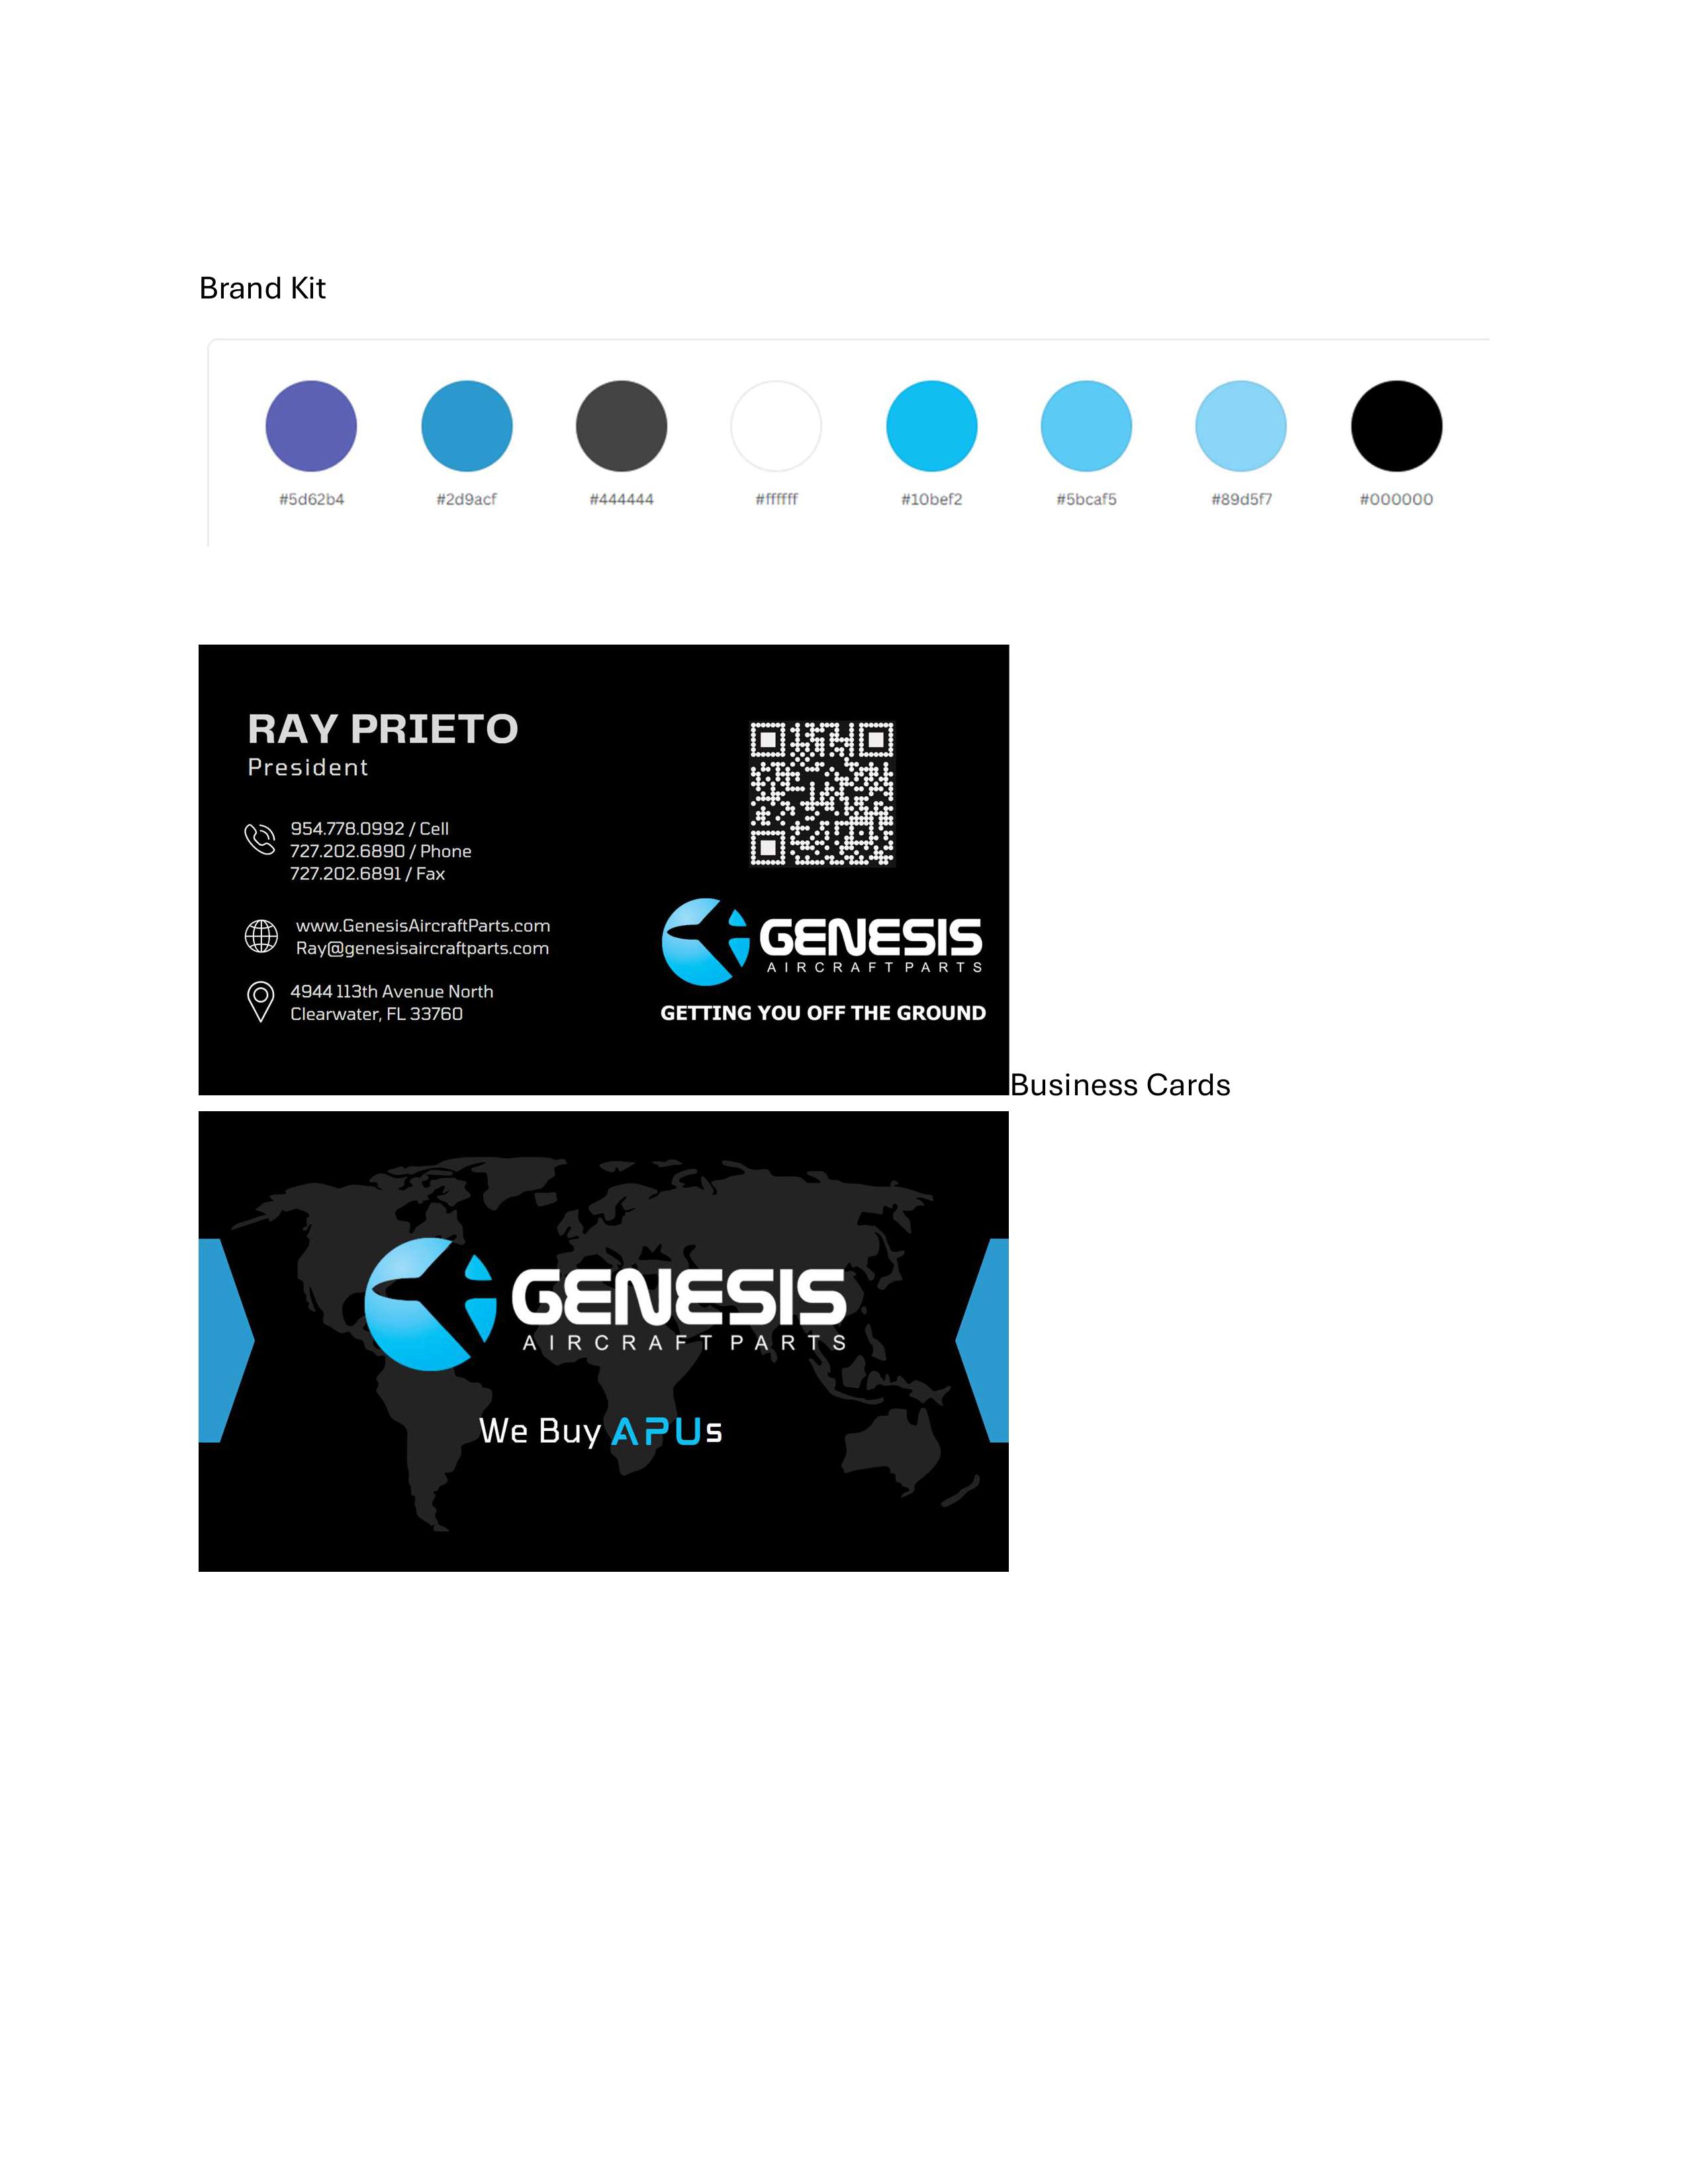 Brand Kit
#5d62b4 #2d9acf #444444 #ffffff #10bef2 #5bcaf5 #89d5f7 #000000
RAY PRIETO
President
954.778.0992 / Cell
727.202.6890 / Phone
727.202.6891 / Fax
www.GenesisAircraftParts.com
Ray@genesisaircraftparts.com
4944 113th Avenue North
Clearwater, FL 33760
GENESIS
AIRCRAFT PARTS
GETTING YOU OFF THE GROUND
Business Cards
GENESIS
AIRCRAFT PARTS
We Buy APUs